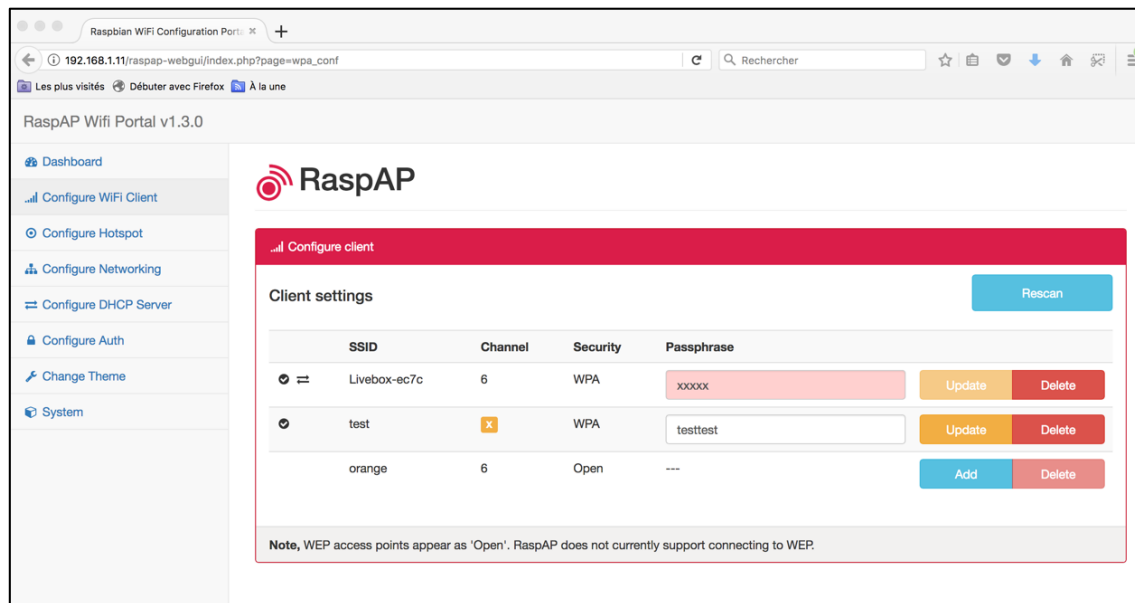 Raspbian WiFi Configuration Porta
192.168.1.11/raspap-webgui/index.php?page=wpa_conf
Rechercher
Les plus visités Débuter avec Firefox À la une
RaspAP Wifi Portal v1.3.0
Dashboard
Configure WiFi Client
Configure Hotspot
Configure Networking
Configure DHCP Server
Configure Auth
Change Theme
System
RaspAP
Configure client
Client settings
Rescan
SSID Channel Security Passphrase
Livebox-ec7c 6 WPA xxxxx Update Delete
test X WPA testtest Update Delete
orange 6 Open --- Add Delete
Note, WEP access points appear as 'Open'. RaspAP does not currently support connecting to WEP.